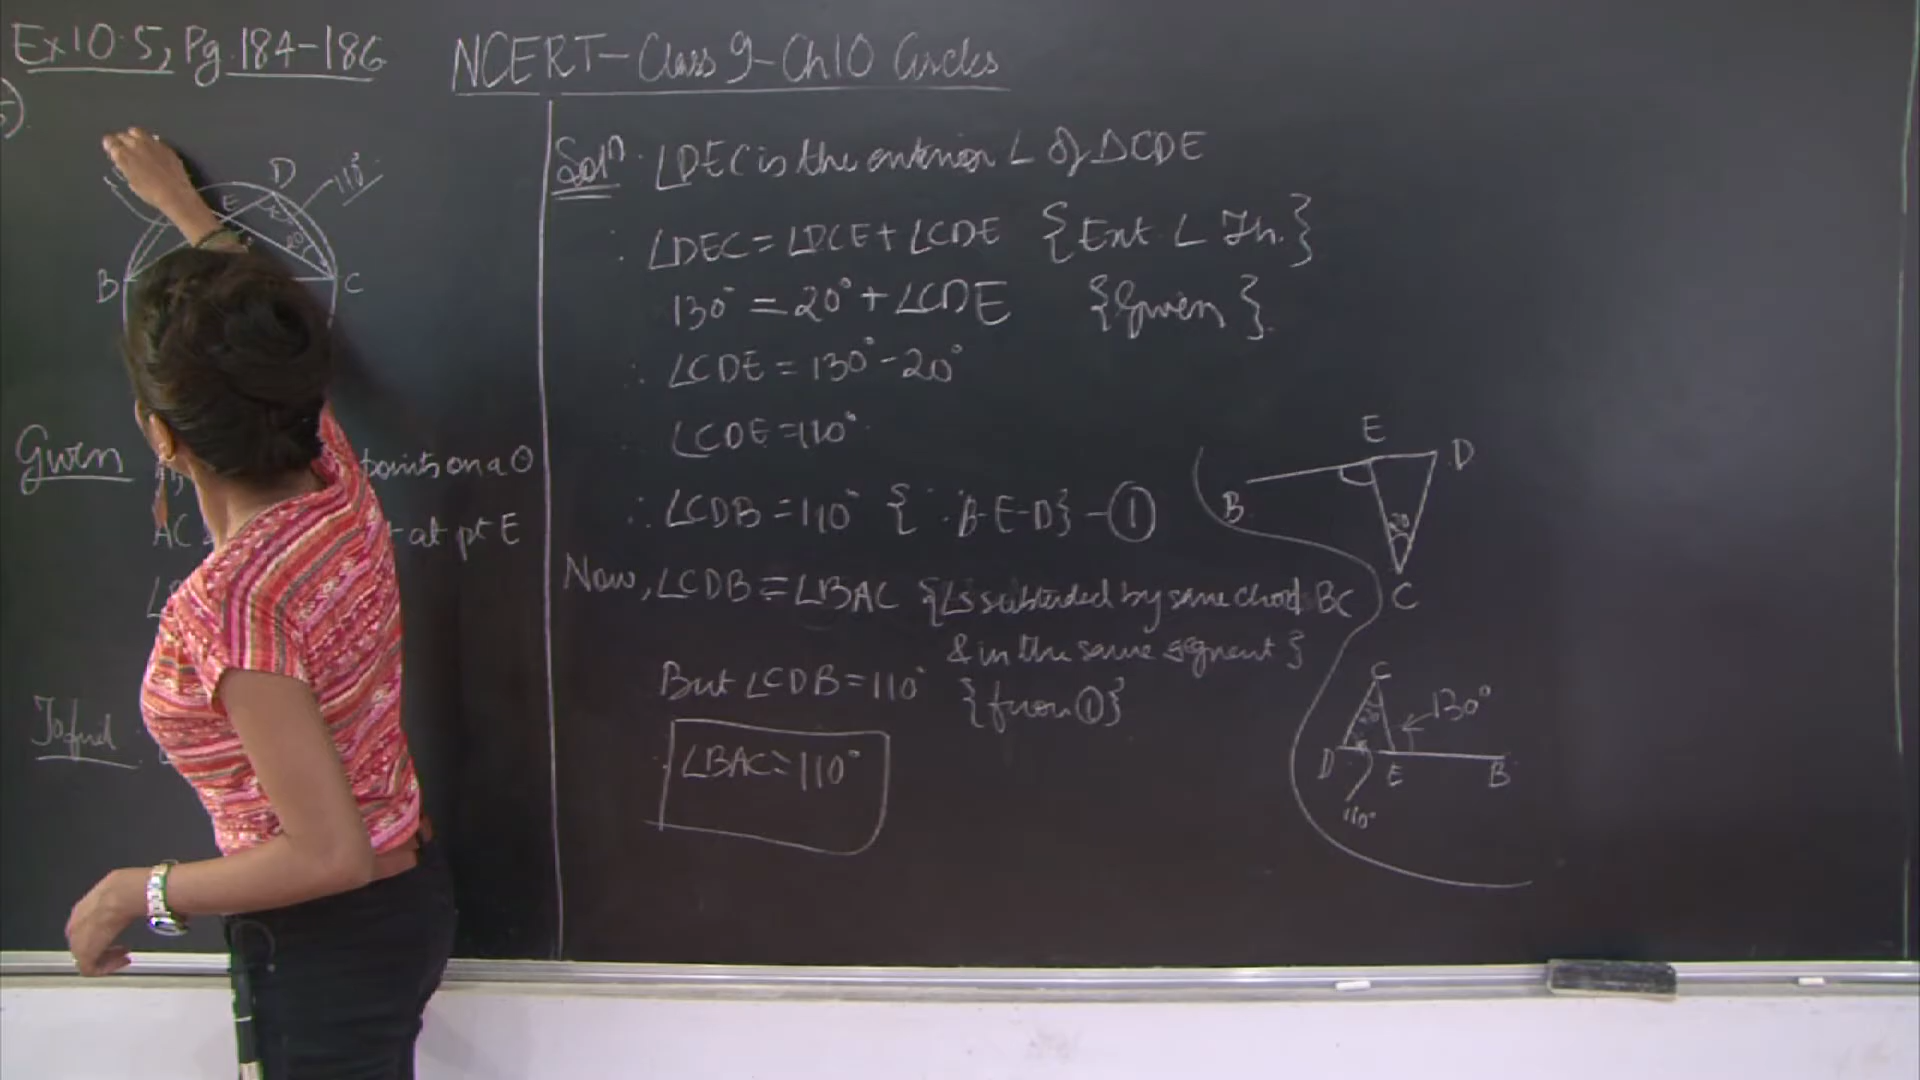 Ex 10.5, Pg. 184-186
NCERT-Class 9-Ch10 Circles
D
110°
E
20°
B
C
Given
points on a ⊙
AC
at pt E
To find
Soln. ∠DEC is the exterior ∠ of ΔCDE
∴ ∠DEC = ∠DCE + ∠CDE {Ext. ∠ Th.}
130° = 20° + ∠CDE {Given}
∴ ∠CDE = 130° - 20°
∴ ∠CDE = 110°
∴ ∠CDB = 110° {∵ B-E-D} - ①
Now, ∠CDB = ∠BAC {∠s subtended by same chord BC
& in the same segment}
But ∠CDB = 110° {from ①}
∴ ∠BAC = 110°
E
D
B
20
C
C
20
130°
D
E
B
110°